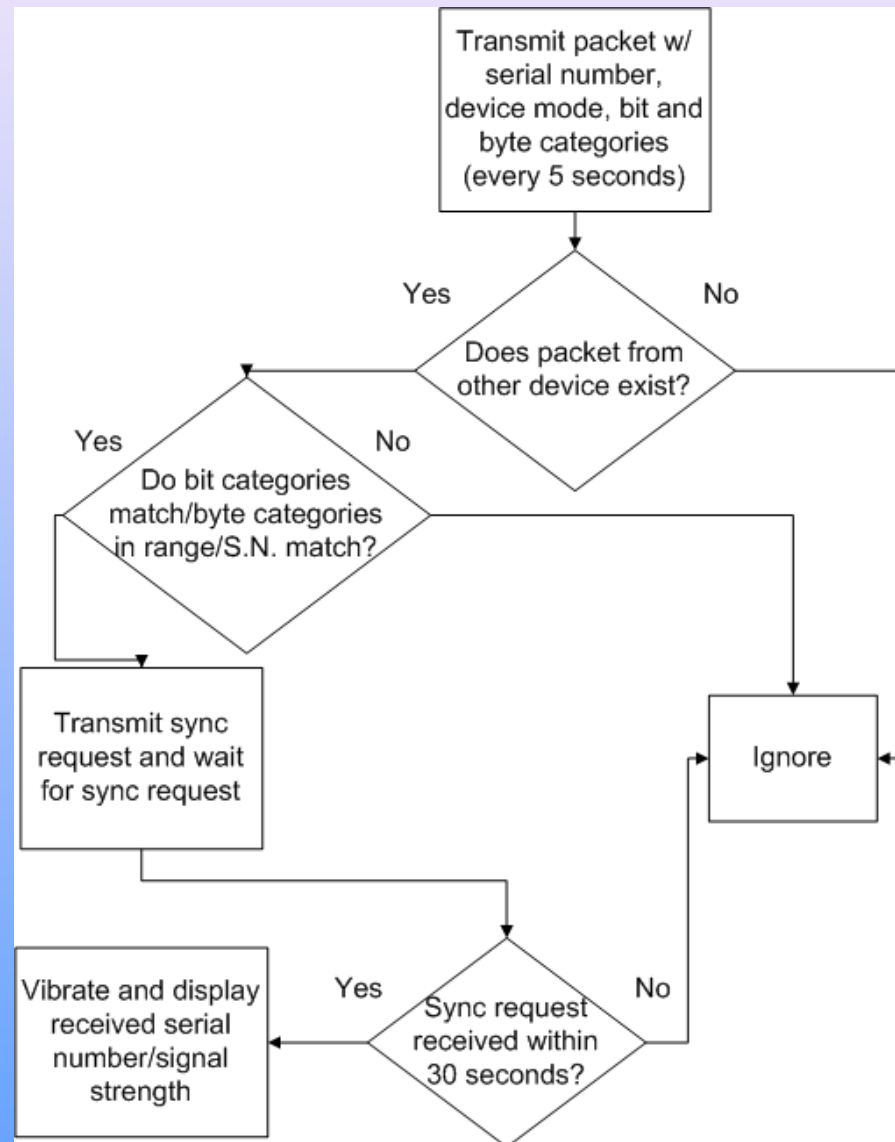 Transmit packet w/
serial number,
device mode, bit and
byte categories
(every 5 seconds)
Yes
No
Does packet from
other device exist?
Yes
No
Do bit categories
match/byte categories
in range/S.N. match?
Transmit sync
request and wait
for sync request
Ignore
Vibrate and display
received serial
number/signal
strength
Yes
No
Sync request
received within
30 seconds?